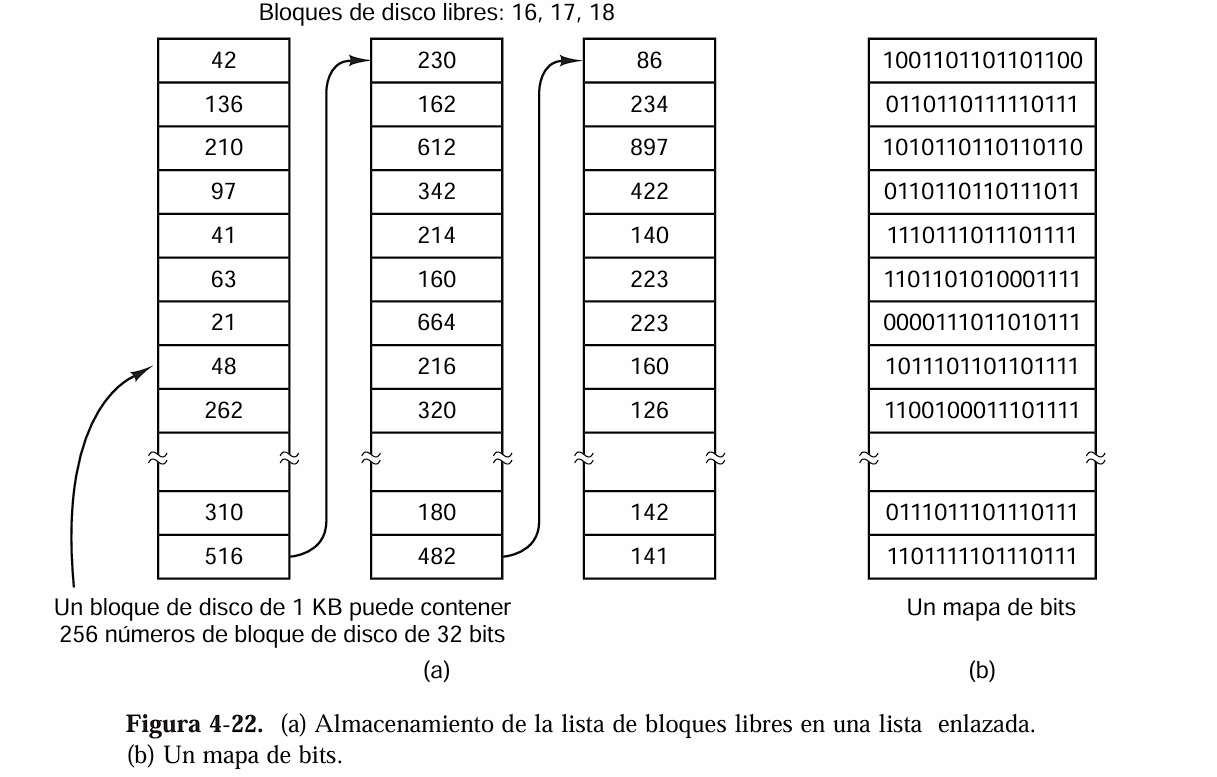 Bloques de disco libres: 16, 17, 18
42 230 86 1001101101101100
136 162 234 0110110111110111
210 612 897 1010110110110110
97 342 422 0110110110111011
41 214 140 1110111011101111
63 160 223 1101101010001111
21 664 223 0000111011010111
48 216 160 1011101101101111
262 320 126 1100100011101111
310 180 142 0111011101110111
516 482 141 1101111101110111
Un bloque de disco de 1 KB puede contener
256 números de bloque de disco de 32 bits
Un mapa de bits
(a) (b)
Figura 4-22. (a) Almacenamiento de la lista de bloques libres en una lista enlazada.
(b) Un mapa de bits.